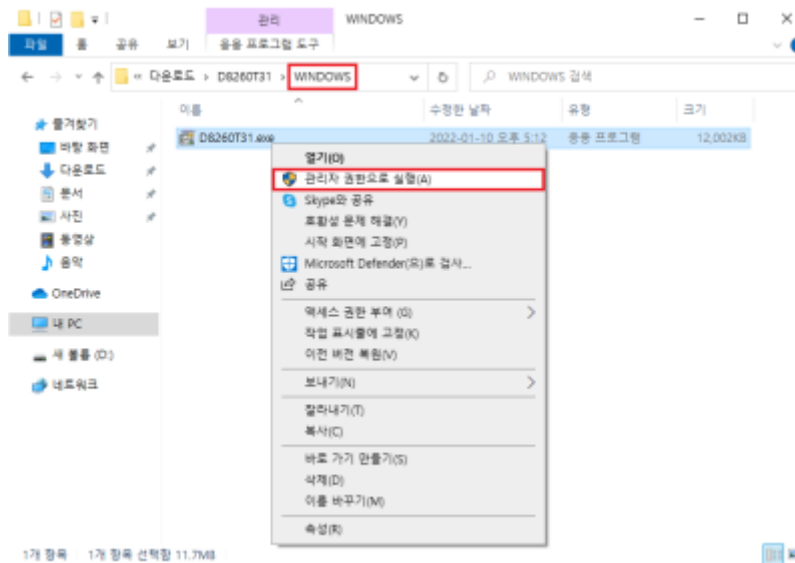 관리
WINDOWS
파일 홈 공유 보기 응용 프로그램 도구
« 다운로드 › D8260T31 › WINDOWS
WINDOWS 검색
이름 수정한 날짜 유형 크기
D8260T31.exe 2022-01-10 오후 5:12 응용 프로그램 12,002KB
즐겨찾기
바탕 화면
다운로드
문서
사진
동영상
음악
OneDrive
내 PC
새 볼륨 (D:)
네트워크
열기(O)
관리자 권한으로 실행(A)
Skype와 공유
호환성 문제 해결(Y)
시작 화면에 고정(P)
Microsoft Defender(으)로 검사...
공유
액세스 권한 부여 (G)
작업 표시줄에 고정(K)
이전 버전 복원(V)
보내기(N)
잘라내기(T)
복사(C)
바로 가기 만들기(S)
삭제(D)
이름 바꾸기(M)
속성(R)
1개 항목 1개 항목 선택함 11.7MB